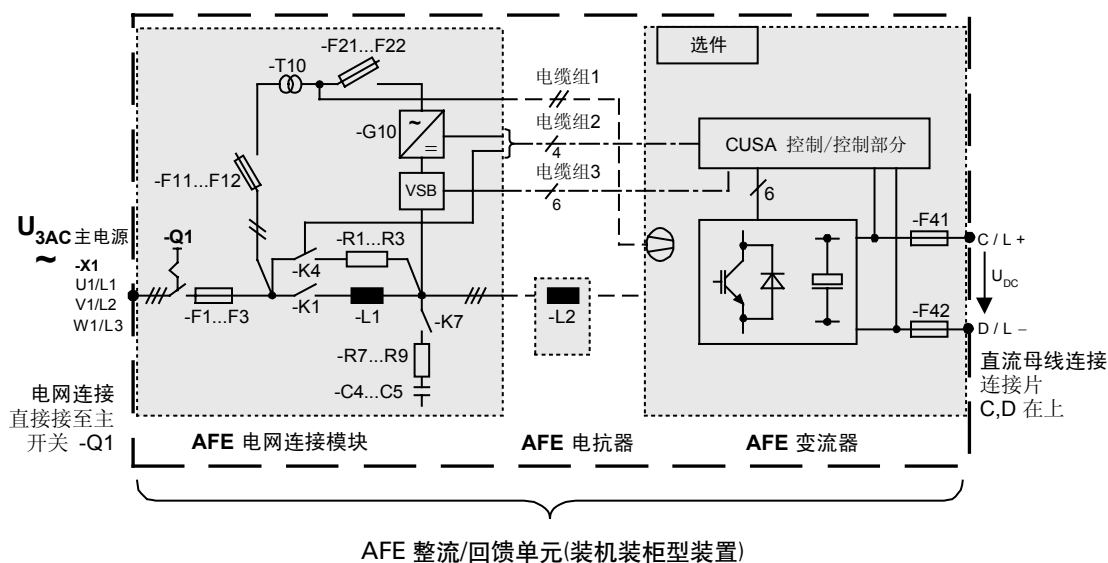 -F21...F22
-T10
~
-G10
=
VSB
-F11...F12
U3AC 主电源
~
-X1
U1/L1
V1/L2
W1/L3
-Q1
-F1...F3
-K4
-R1...R3
-K1
-L1
-K7
-R7...R9
-C4...C5
电网连接
直接接至主
开关 -Q1
AFE 电网连接模块
电缆组1
电缆组2
4
电缆组3
6
-L2
AFE 电抗器
选件
CUSA 控制/控制部分
6
-F41
C / L +
UDC
-F42
D / L –
直流母线连接
连接片
C,D 在上
AFE 变流器
AFE 整流/回馈单元(装机装柜型装置)